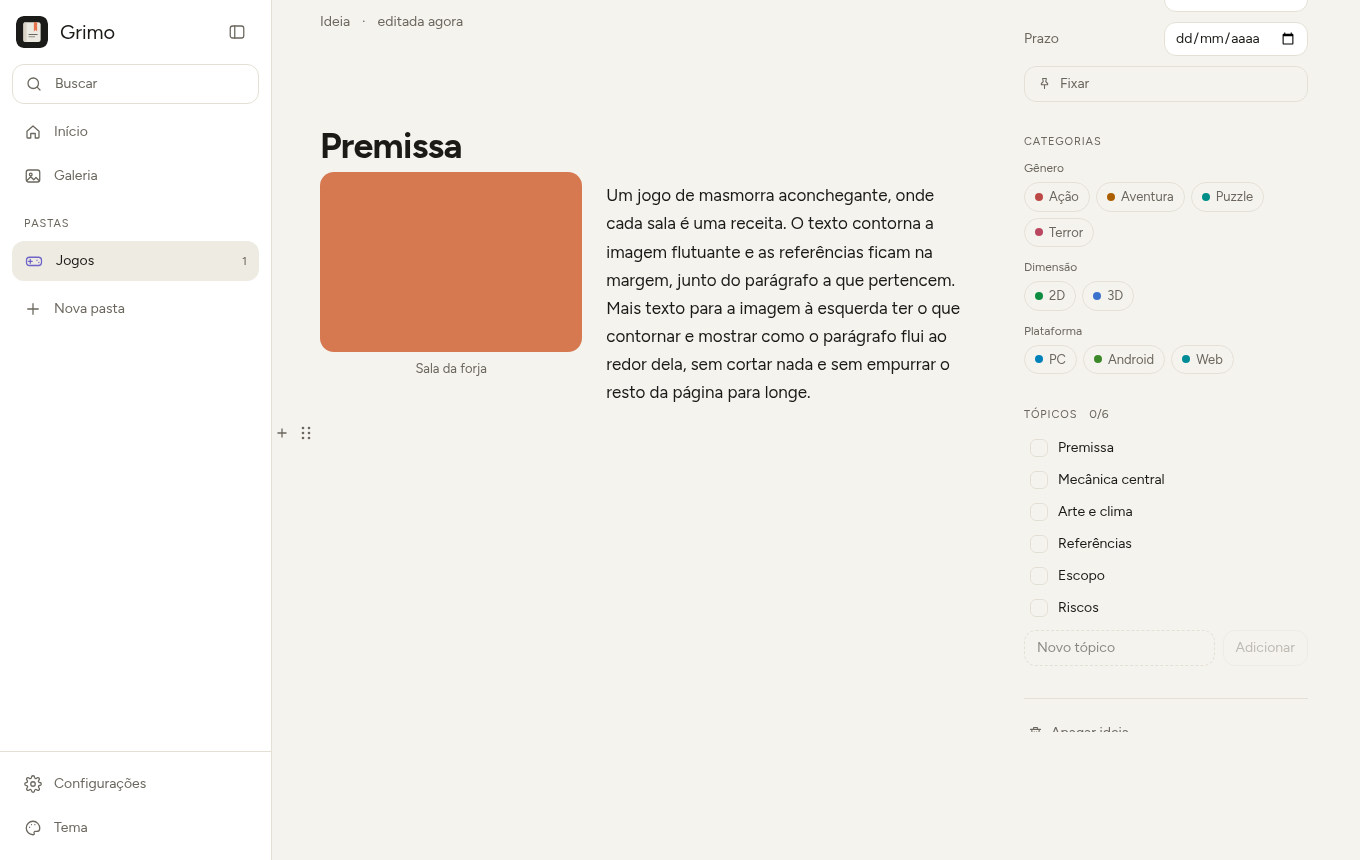 Grimo
Buscar
Início
Galeria
PASTAS
Jogos 1
Nova pasta
Configurações
Tema
Ideia · editada agora
Premissa
Sala da forja
Um jogo de masmorra aconchegante, onde
cada sala é uma receita. O texto contorna a
imagem flutuante e as referências ficam na
margem, junto do parágrafo a que pertencem.
Mais texto para a imagem à esquerda ter o que
contornar e mostrar como o parágrafo flui ao
redor dela, sem cortar nada e sem empurrar o
resto da página para longe.
Prazo dd/mm/aaaa
Fixar
CATEGORIAS
Gênero
Ação Aventura Puzzle
Terror
Dimensão
2D 3D
Plataforma
PC Android Web
TÓPICOS 0/6
Premissa
Mecânica central
Arte e clima
Referências
Escopo
Riscos
Novo tópico Adicionar
Apagar ideia